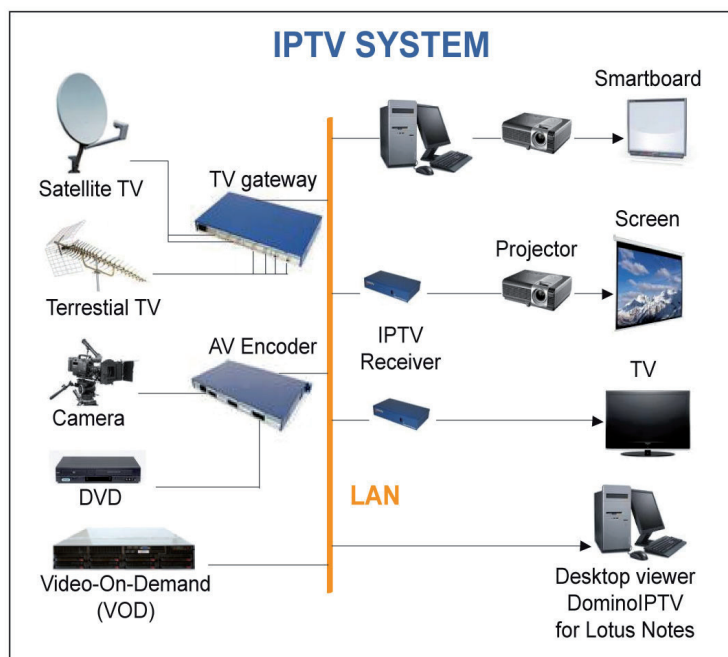 IPTV SYSTEM
Smartboard
Satellite TV
TV gateway
Screen
Projector
Terrestial TV
IPTV
Receiver
AV Encoder
TV
Camera
LAN
DVD
Video-On-Demand
(VOD)
Desktop viewer
DominoIPTV
for Lotus Notes